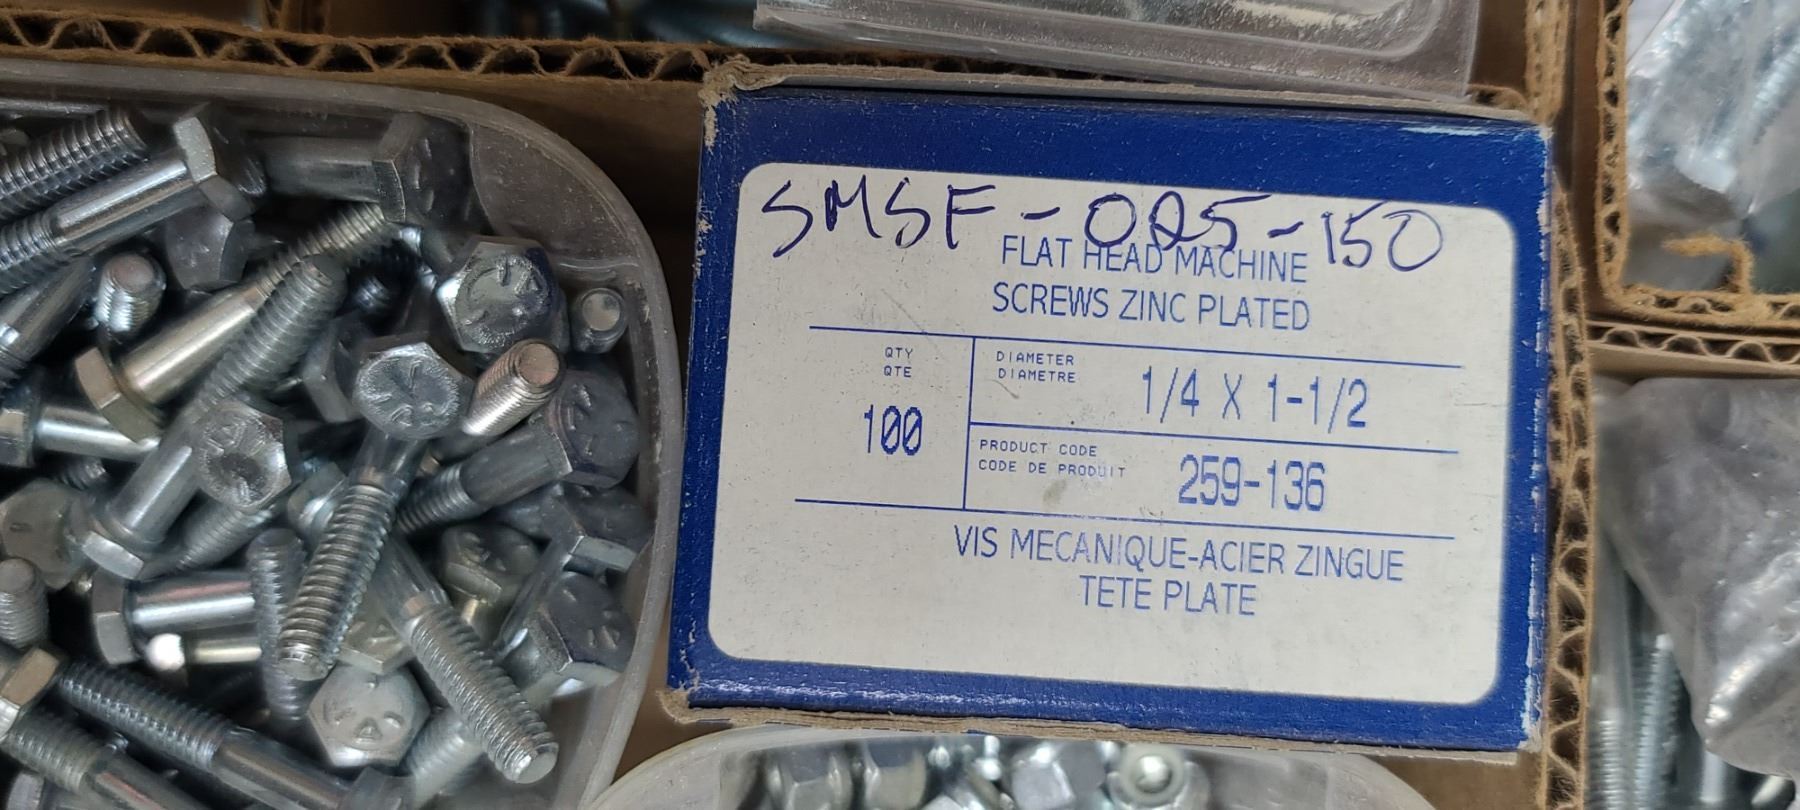 SMSF-025-150
FLAT HEAD MACHINE
SCREWS ZINC PLATED
QTY
QTE
100
DIAMETER
DIAMETRE
1/4 X 1-1/2
PRODUCT CODE
CODE DE PRODUIT
259-136
VIS MECANIQUE-ACIER ZINGUE
TETE PLATE